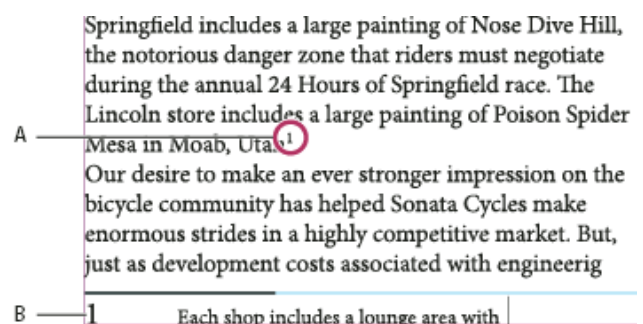 Springfield includes a large painting of Nose Dive Hill,
the notorious danger zone that riders must negotiate
during the annual 24 Hours of Springfield race. The
Lincoln store includes a large painting of Poison Spider
A Mesa in Moab, Utah¹
Our desire to make an ever stronger impression on the
bicycle community has helped Sonata Cycles make
enormous strides in a highly competitive market. But,
just as development costs associated with engineerig
B 1 Each shop includes a lounge area with